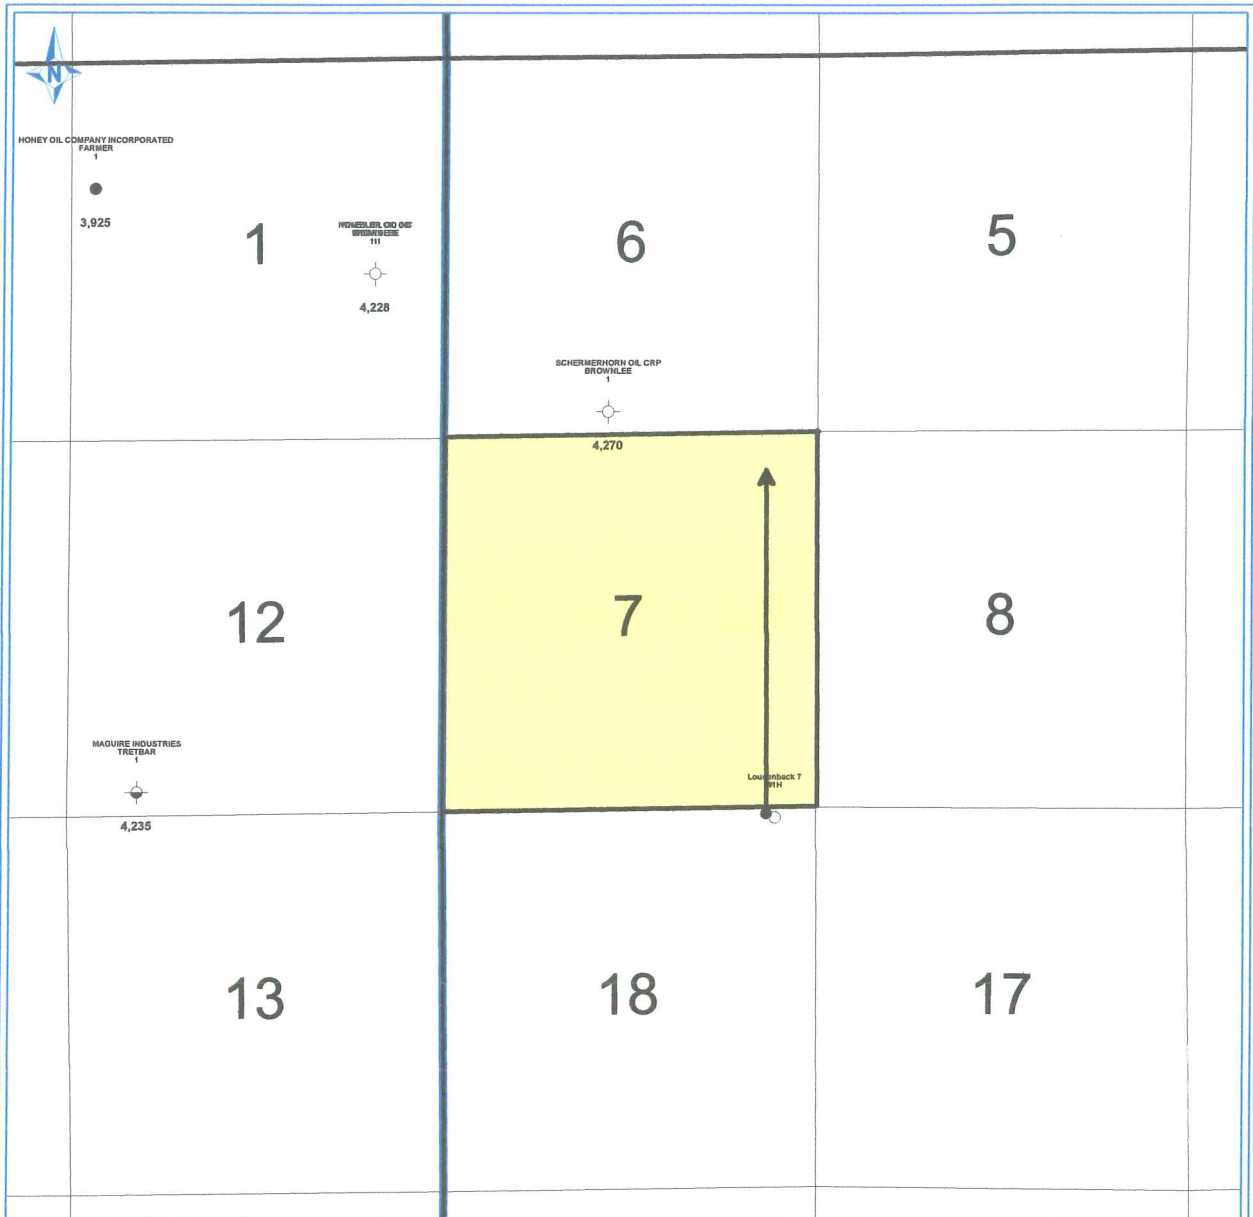 N
HONEY OIL COMPANY INCORPORATED
FARMER
1
3,925
1
4,228
6
5
SCHERMERHORN OIL CRP
BROWNLEE
1
4,270
12
7
8
MAGUIRE INDUSTRIES
TRETBAR
1
4,235
7
13
18
17